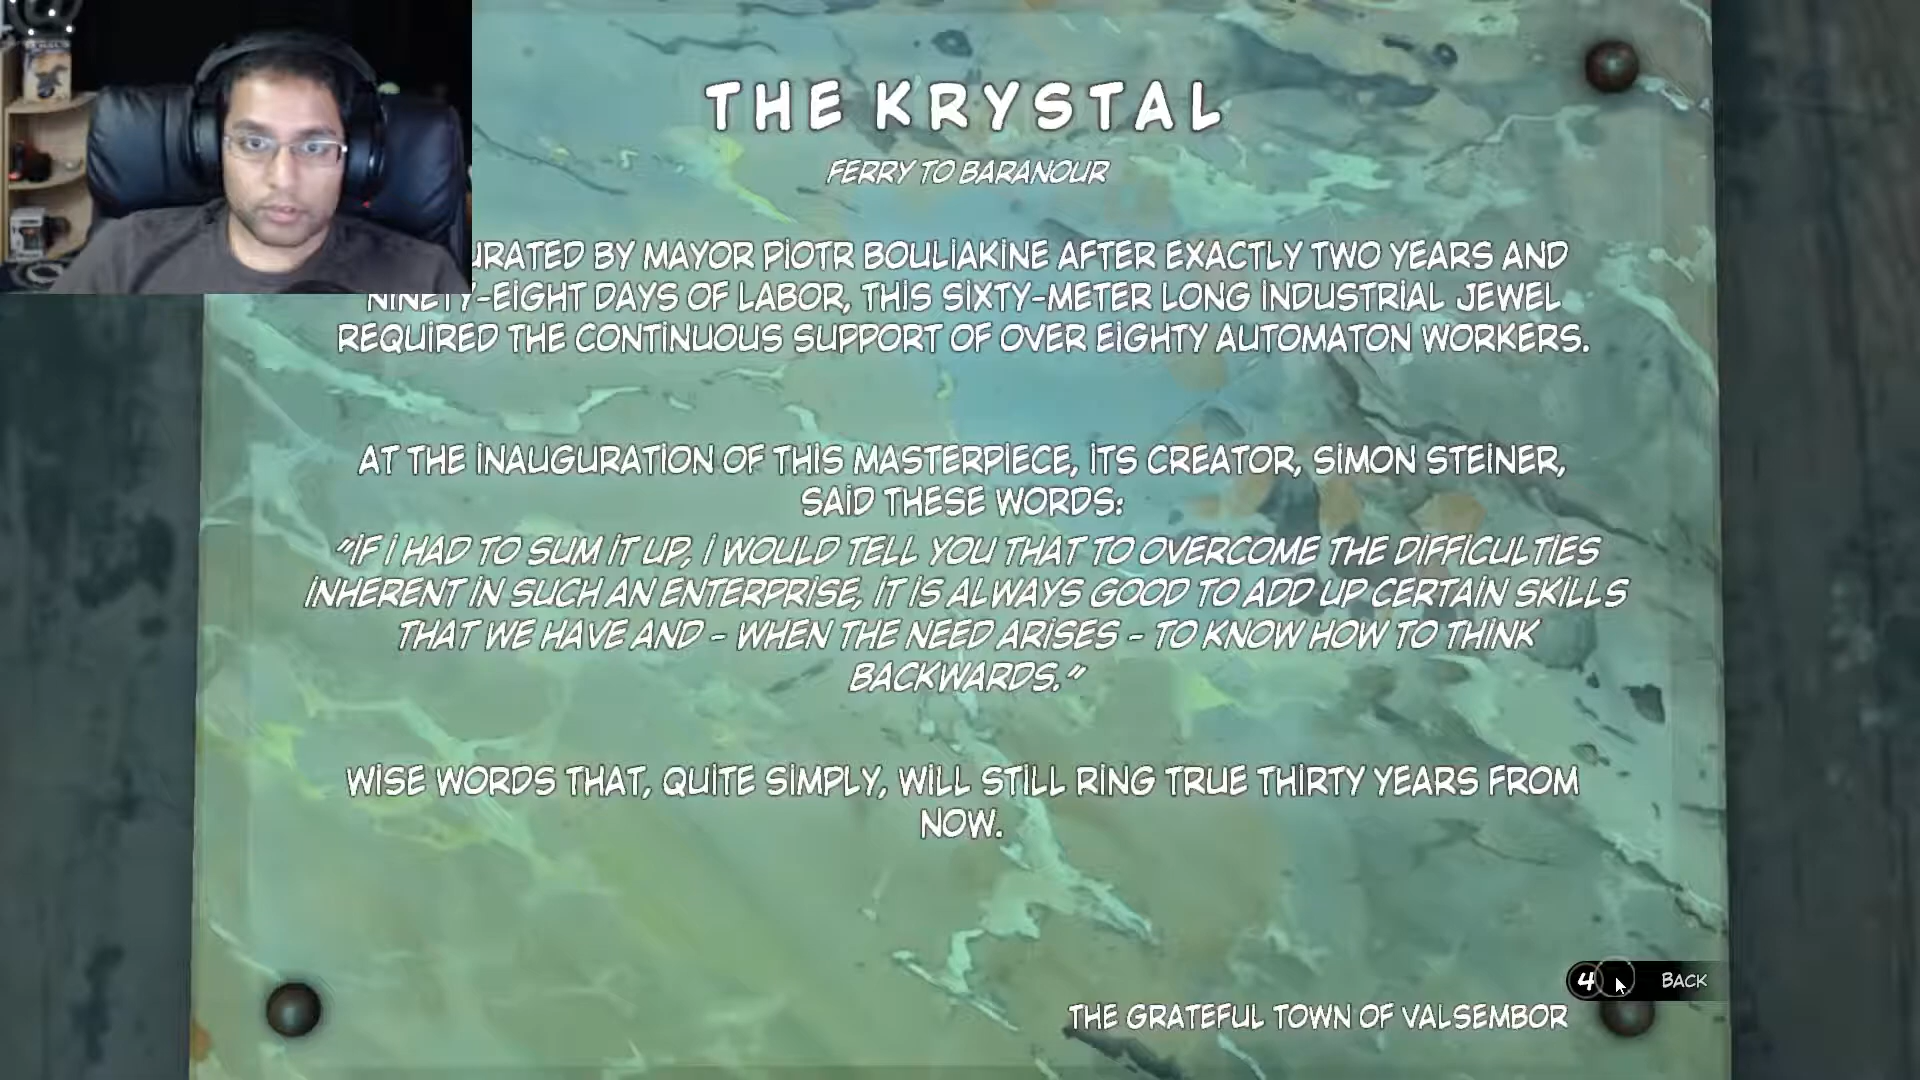 THE KRYSTAL
FERRY TO BARANOUR
BY MAYOR PIOTR BOULIAKINE AFTER EXACTLY TWO YEARS AND
NINETY-EIGHT DAYS OF LABOR, THIS SIXTY-METER LONG INDUSTRIAL JEWEL
REQUIRED THE CONTINUOUS SUPPORT OF OVER EIGHTY AUTOMATON WORKERS.
AT THE INAUGURATION OF THIS MASTERPIECE, ITS CREATOR, SIMON STEINER,
SAID THESE WORDS:
"IF I HAD TO SUM IT UP, I WOULD TELL YOU THAT TO OVERCOME THE DIFFICULTIES
INHERENT IN SUCH AN ENTERPRISE, IT IS ALWAYS GOOD TO ADD UP CERTAIN SKILLS
THAT WE HAVE AND - WHEN THE NEED ARISES - TO KNOW HOW TO THINK
BACKWARDS."
WISE WORDS THAT, QUITE SIMPLY, WILL STILL RING TRUE THIRTY YEARS FROM
NOW.
4 BACK
THE GRATEFUL TOWN OF VALSEMBOR